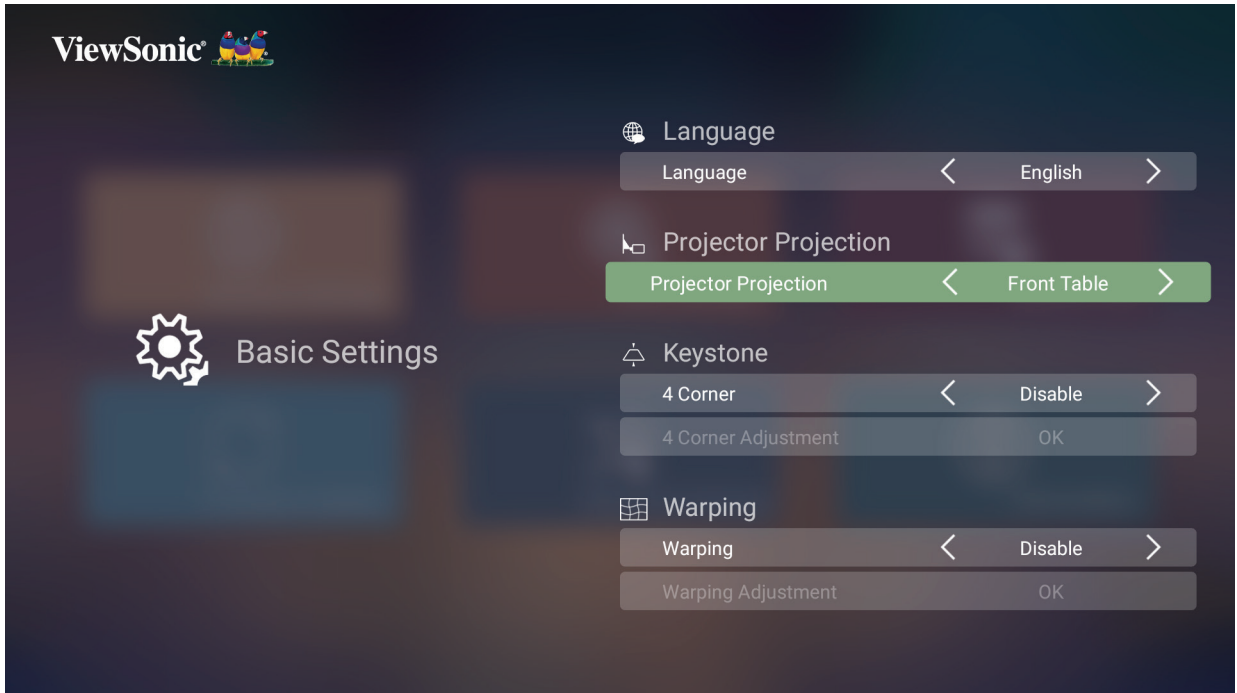 ViewSonic®
Language
Language English
Projector Projection
Projector Projection Front Table
Basic Settings
Keystone
4 Corner Disable
4 Corner Adjustment OK
Warping
Warping Disable
Warping Adjustment OK